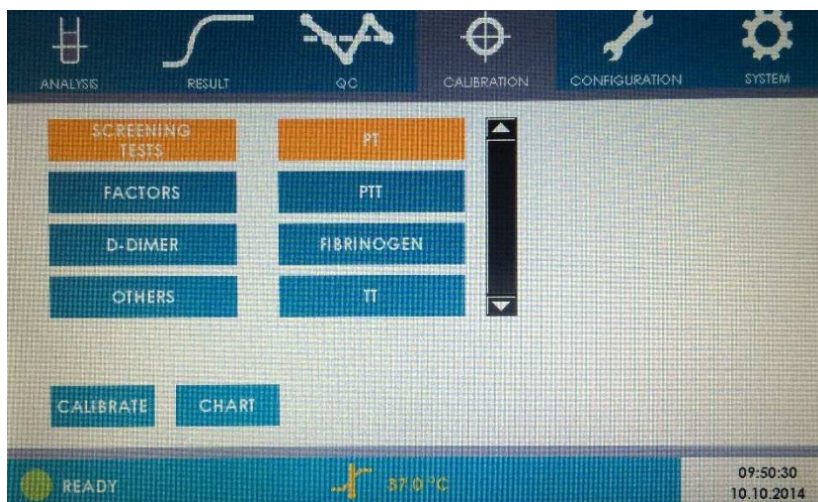 ANALYSIS
RESULT
QC
CALIBRATION
CONFIGURATION
SYSTEM
SCREENING
TESTS
PT
FACTORS
PTT
D-DIMER
FIBRINOGEN
OTHERS
TT
CALIBRATE
CHART
READY
37.0 °C
09:50:30
10.10.2014